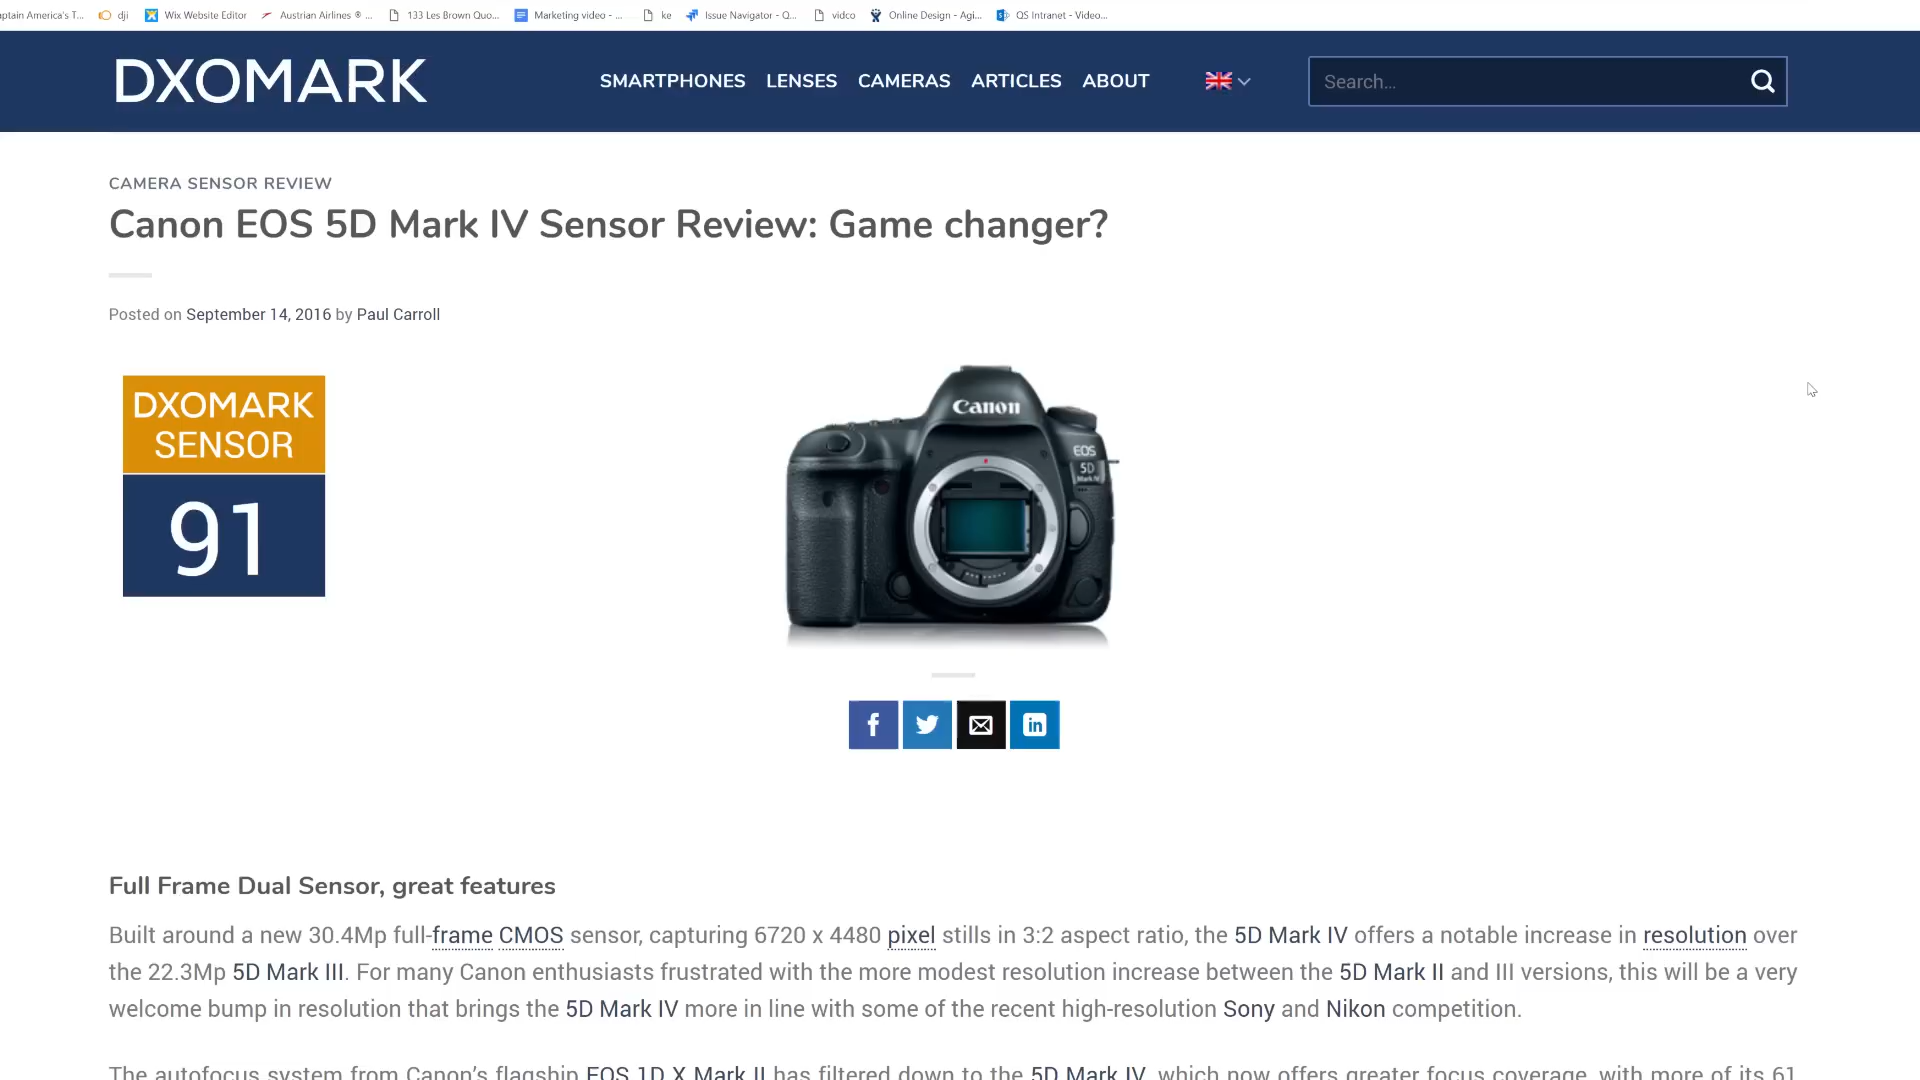 aptain America's T... dji Wix Website Editor Austrian Airlines ® ... 133 Les Brown Quo... Marketing video - ... ke Issue Navigator - Q... vidco Online Design - Agi... QS Intranet - Video...
DXOMARK SMARTPHONES LENSES CAMERAS ARTICLES ABOUT Search...
CAMERA SENSOR REVIEW
Canon EOS 5D Mark IV Sensor Review: Game changer?
Posted on September 14, 2016 by Paul Carroll
DXOMARK
SENSOR
91
Canon
EOS
5D
Mark IV
Full Frame Dual Sensor, great features
Built around a new 30.4Mp full-frame CMOS sensor, capturing 6720 x 4480 pixel stills in 3:2 aspect ratio, the 5D Mark IV offers a notable increase in resolution over
the 22.3Mp 5D Mark III. For many Canon enthusiasts frustrated with the more modest resolution increase between the 5D Mark II and III versions, this will be a very
welcome bump in resolution that brings the 5D Mark IV more in line with some of the recent high-resolution Sony and Nikon competition.
The autofocus system from Canon's flagship EOS 1D X Mark II has filtered down to the 5D Mark IV, which now offers greater focus coverage, with more of its 61